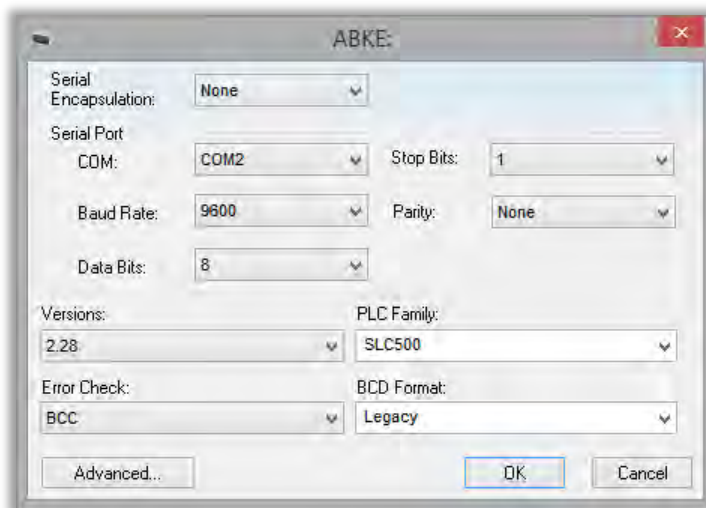 ABKE:
Serial Encapsulation: None
Serial Port
COM: COM2 Stop Bits: 1
Baud Rate: 9600 Parity: None
Data Bits: 8
Versions: PLC Family:
2.28 SLC500
Error Check: BCD Format:
BCC Legacy
Advanced... OK Cancel